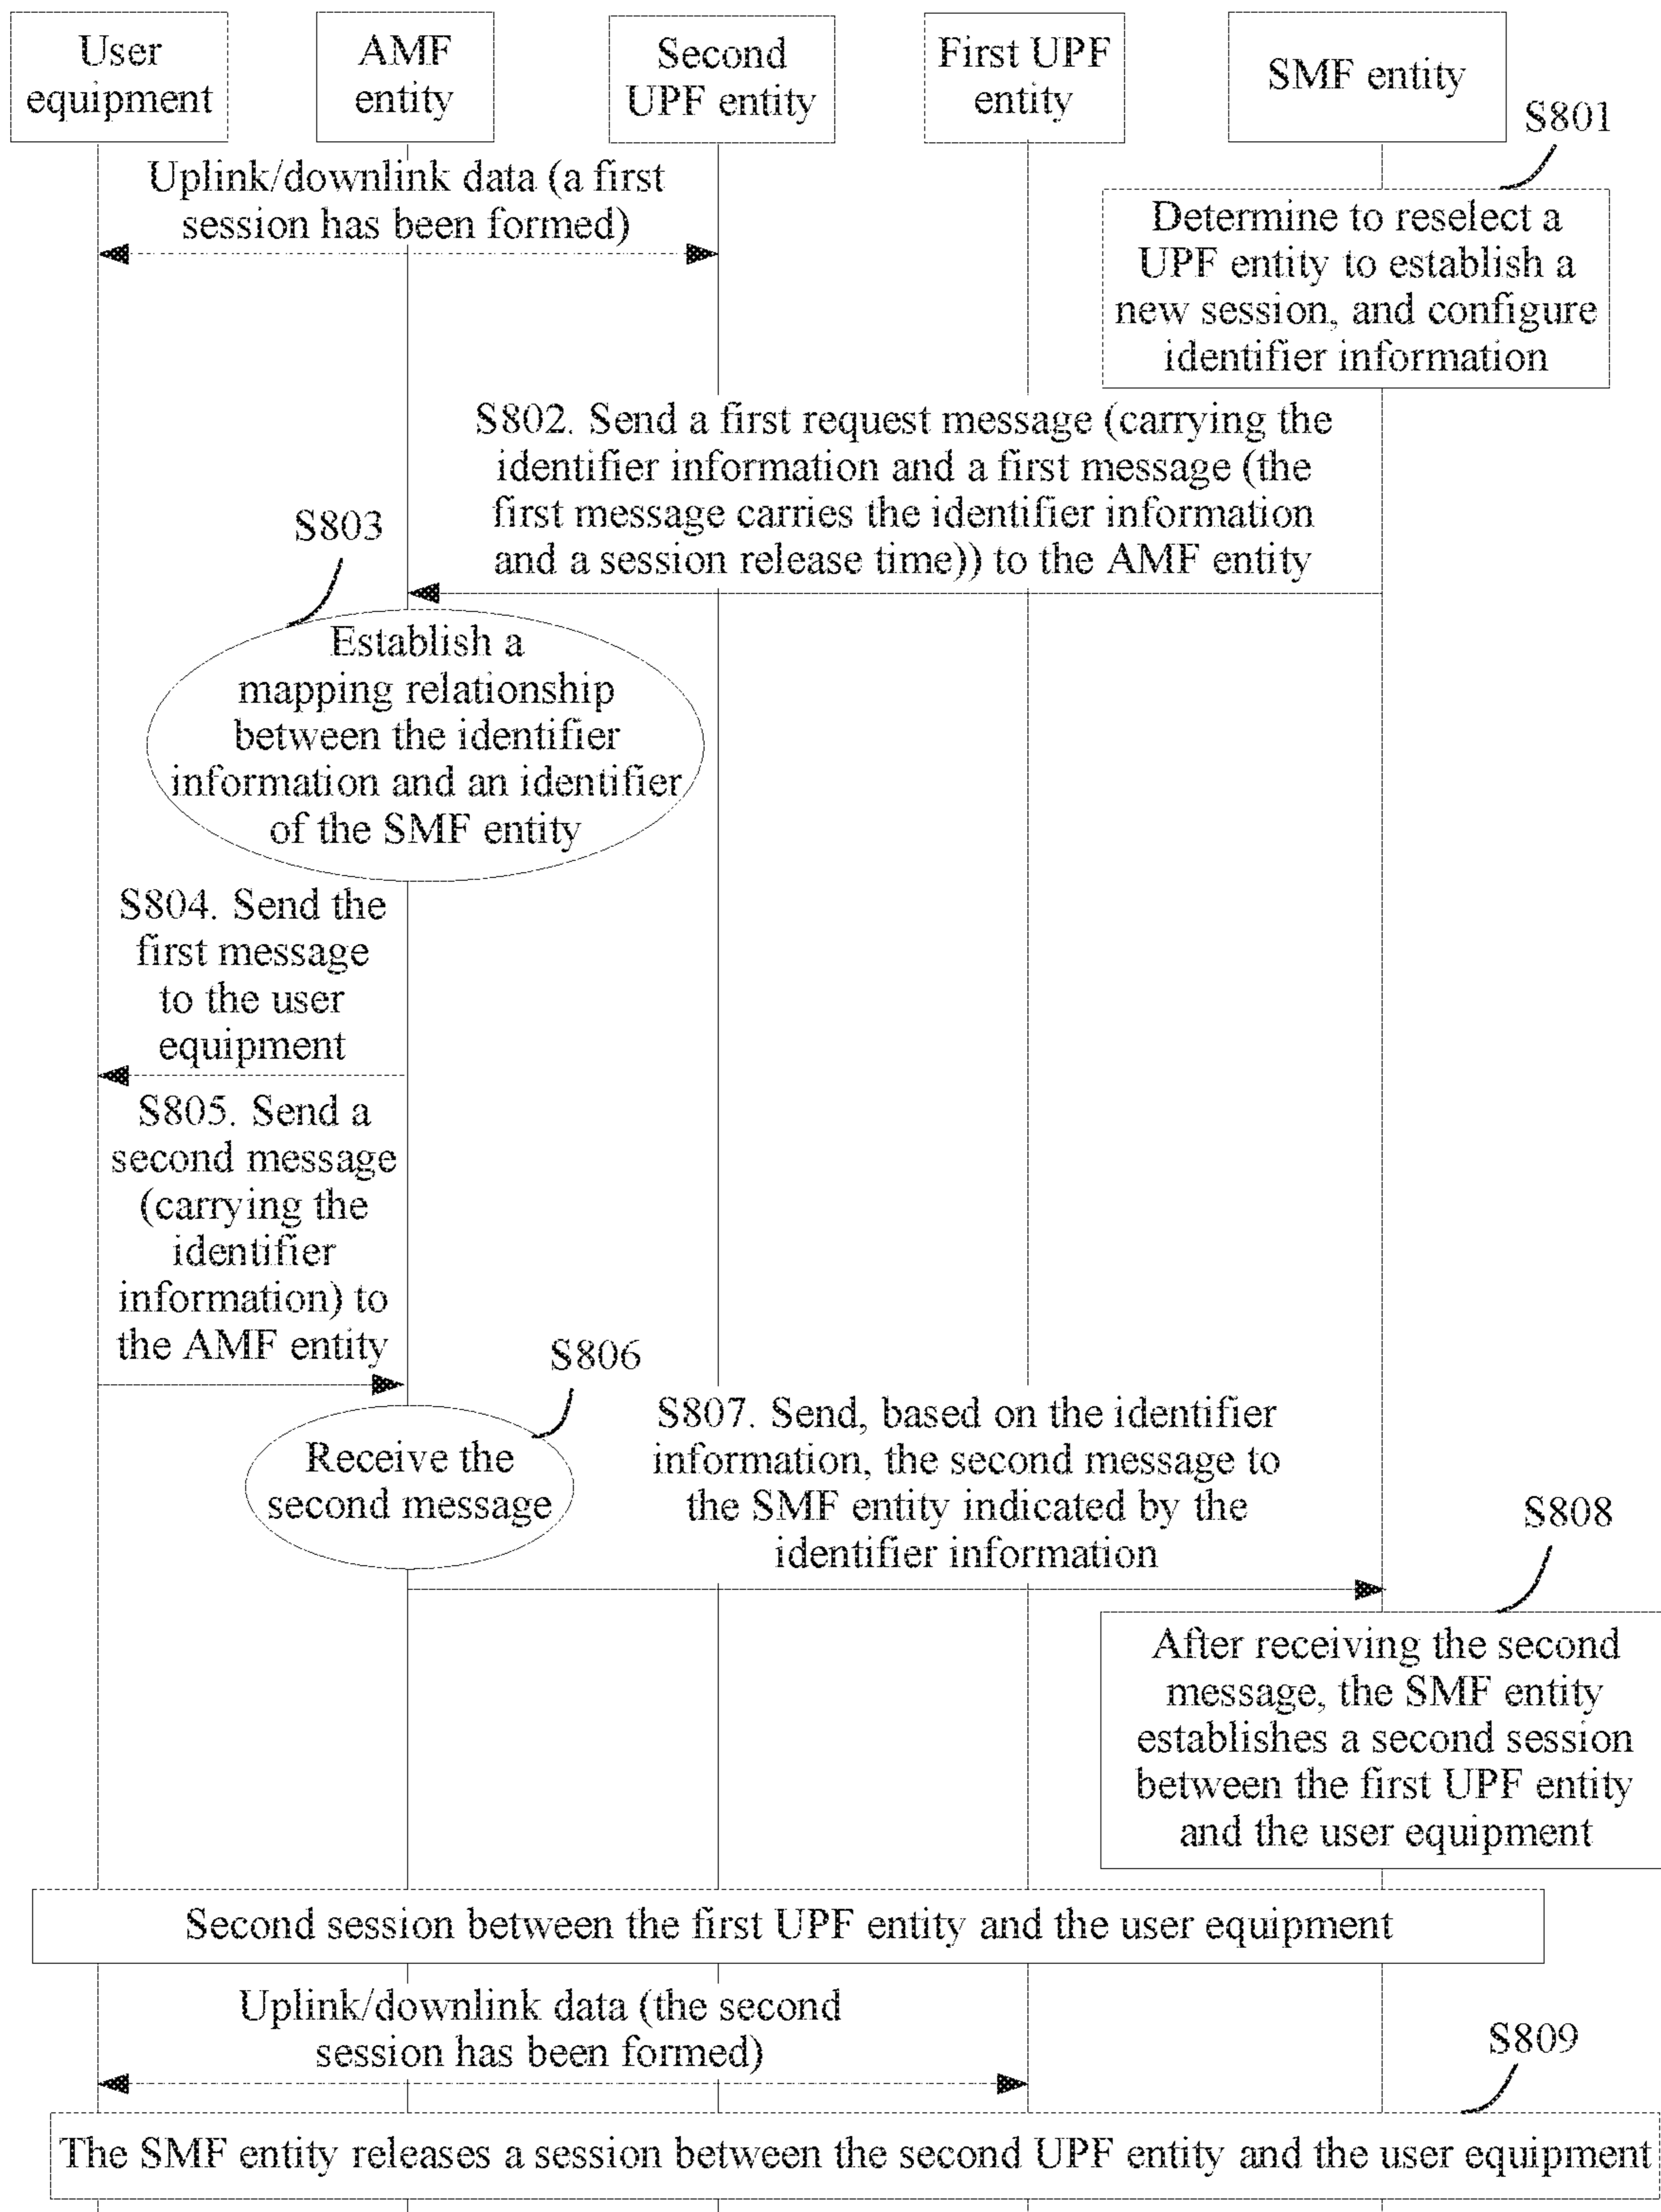 User
equipment
AMF
entity
Second
UPF entity
First UPF
entity
SMF entity
S801
Uplink/downlink data (a first
session has been formed)
Determine to reselect a
UPF entity to establish a
new session, and configure
identifier information
S802. Send a first request message (carrying the
identifier information and a first message (the
first message carries the identifier information
and a session release time)) to the AMF entity
S803
Establish a
mapping relationship
between the identifier
information and an identifier
of the SMF entity
S804. Send the
first message
to the user
equipment
S805. Send a
second message
(carrying the
identifier
information) to
the AMF entity
S806
Receive the
second message
S807. Send, based on the identifier
information, the second message to
the SMF entity indicated by the
identifier information
S808
After receiving the second
message, the SMF entity
establishes a second session
between the first UPF entity
and the user equipment
Second session between the first UPF entity and the user equipment
Uplink/downlink data (the second
session has been formed)
S809
The SMF entity releases a session between the second UPF entity and the user equipment